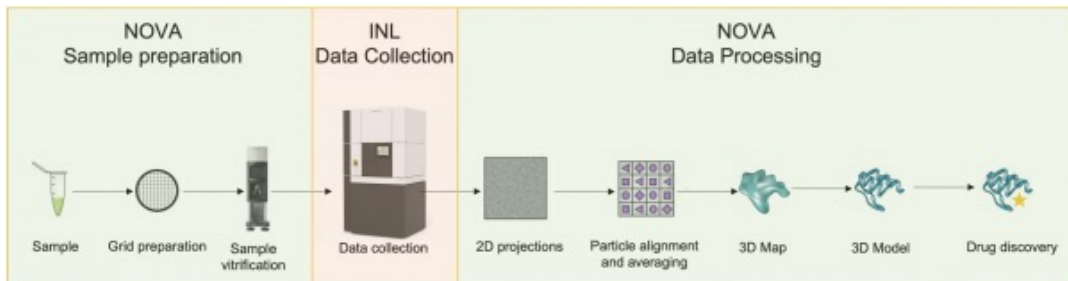 NOVA
Sample preparation
INL
Data Collection
NOVA
Data Processing
Sample
Grid preparation
Sample
vitrification
Data collection
2D projections
Particle alignment
and averaging
3D Map
3D Model
Drug discovery